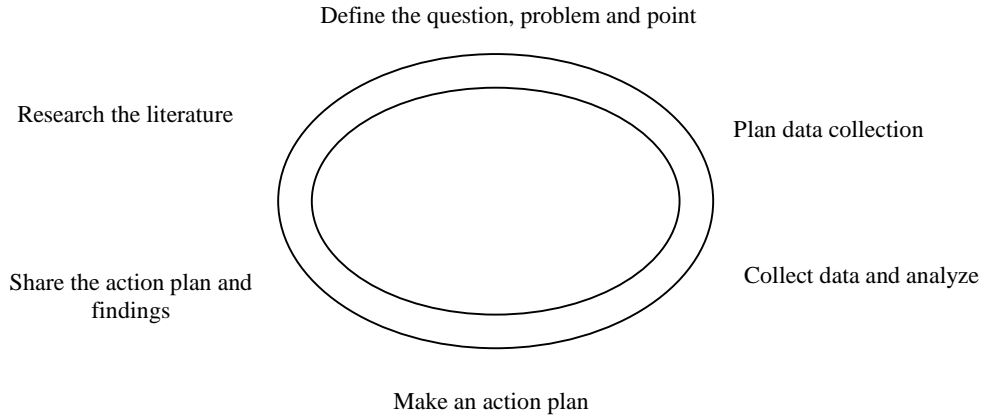 Define the question, problem and point
Research the literature
Plan data collection
Share the action plan and
findings
Collect data and analyze
Make an action plan